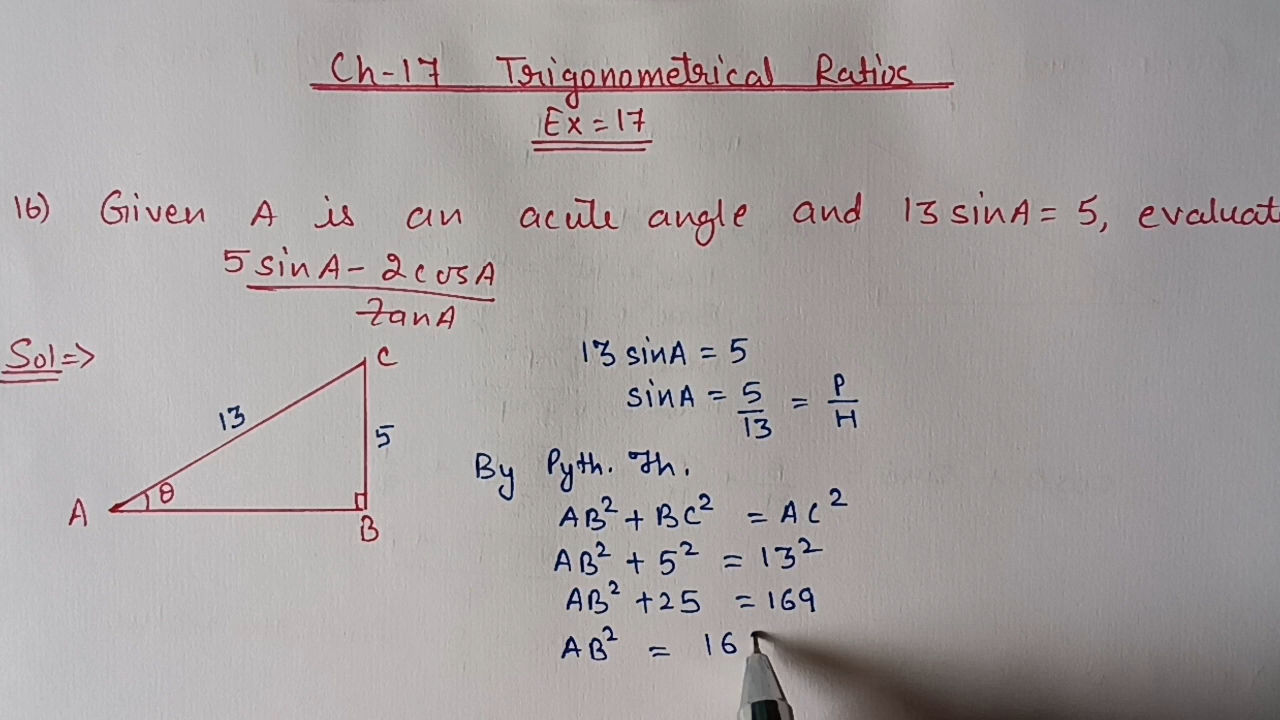 Ch-17 Trigonometrical Ratios
Ex = 17
16) Given A is an acute angle and 13 sinA = 5, evaluat
5 sinA - 2cosA
tanA
Sol =>
C
13
5
θ
A
B
13 sinA = 5
sinA = 5/13 = P/H
By Pyth. Th.
AB² + BC² = AC²
AB² + 5² = 13²
AB² + 25 = 169
AB² = 16